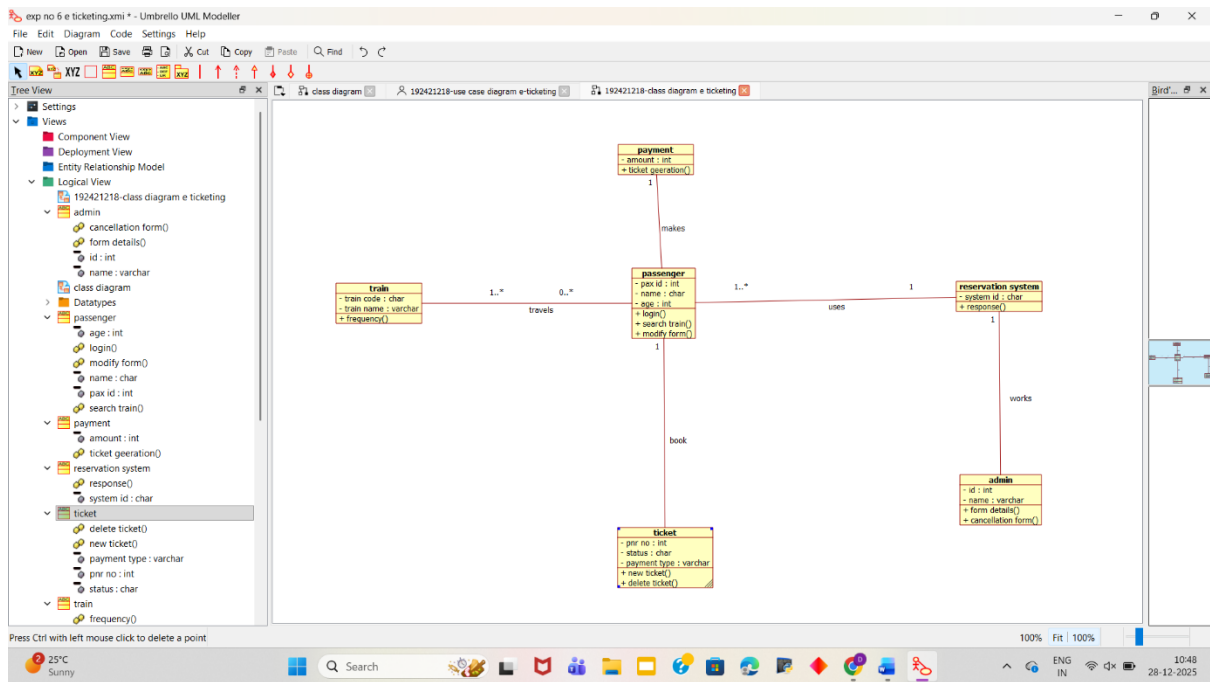 exp no 6 e ticketing.xmi * - Umbrello UML Modeller
File Edit Diagram Code Settings Help
New Open Save Cut Copy Paste Find
XYZ
Tree View
class diagram 192421218-use case diagram e-ticketing 192421218-class diagram e ticketing
Bird'...
Settings
Views
Component View
Deployment View
Entity Relationship Model
Logical View
192421218-class diagram e ticketing
admin
cancellation form()
form details()
id : int
name : varchar
class diagram
Datatypes
passenger
age : int
login()
modify form()
name : char
pax id : int
search train()
payment
amount : int
ticket geeration()
reservation system
response()
system id : char
ticket
delete ticket()
new ticket()
payment type : varchar
pnr no : int
status : char
train
frequency()
payment
- amount : int
+ ticket geeration()
1
makes
train
- train code : char
- train name : varchar
+ frequency()
1..* 0..*
travels
passenger
- pax id : int
- name : char
- age : int
+ login()
+ search train()
+ modify form()
1
1..* 1
uses
reservation system
- system id : char
+ response()
1
works
book
admin
- id : int
- name : varchar
+ form details()
+ cancellation form()
ticket
- pnr no : int
- status : char
- payment type : varchar
+ new ticket()
+ delete ticket()
Press Ctrl with left mouse click to delete a point
100% Fit 100%
2
25°C
Sunny
Search
ENG
IN
10:48
28-12-2025